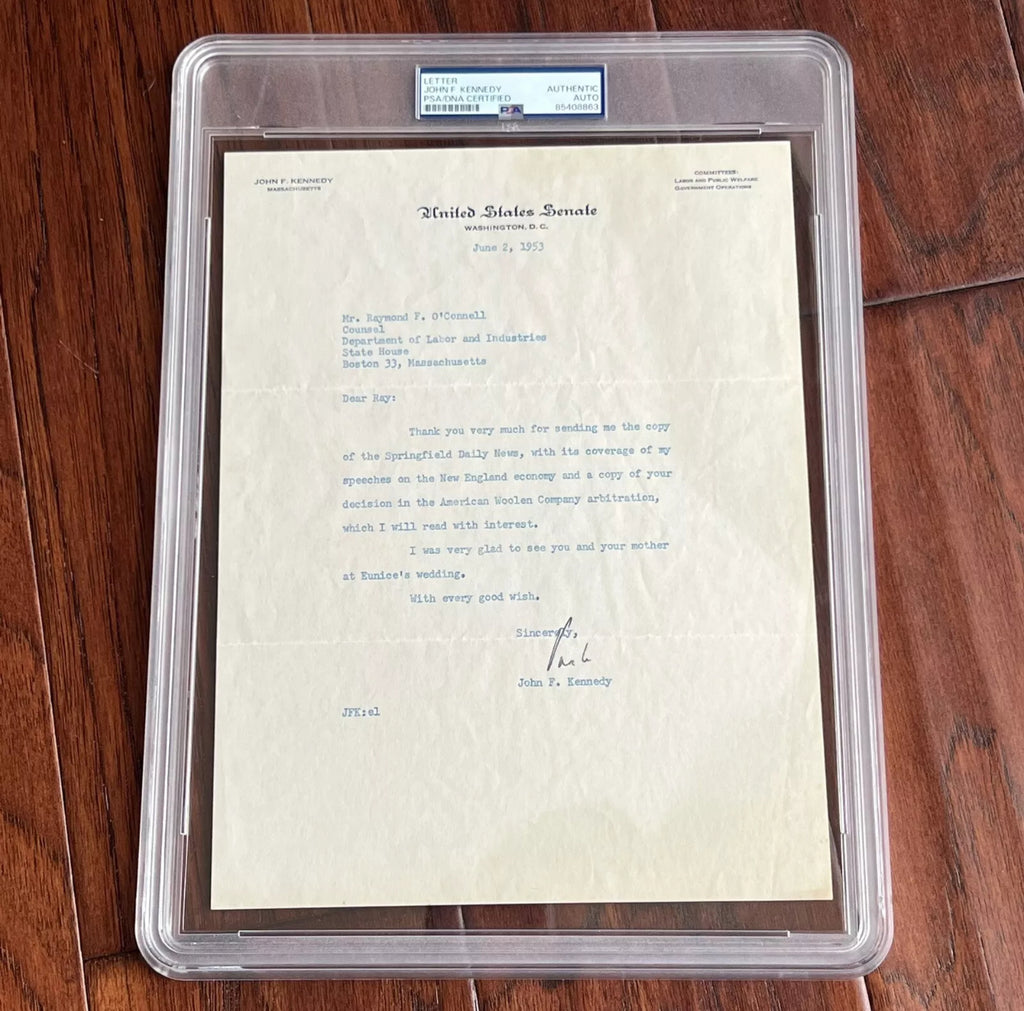 LETTER
JOHN F. KENNEDY AUTHENTIC
PSA/DNA CERTIFIED AUTO
PSA 85408863
JOHN F. KENNEDY
MASSACHUSETTS
COMMITTEES:
LABOR AND PUBLIC WELFARE
GOVERNMENT OPERATIONS
United States Senate
WASHINGTON, D. C.
June 2, 1953
Mr. Raymond F. O'Connell
Counsel
Department of Labor and Industries
State House
Boston 33, Massachusetts
Dear Ray:
Thank you very much for sending me the copy
of the Springfield Daily News, with its coverage of my
speeches on the New England economy and a copy of your
decision in the American Woolen Company arbitration,
which I will read with interest.
I was very glad to see you and your mother
at Eunice's wedding.
With every good wish.
Sincerely,
John F. Kennedy
JFK:el